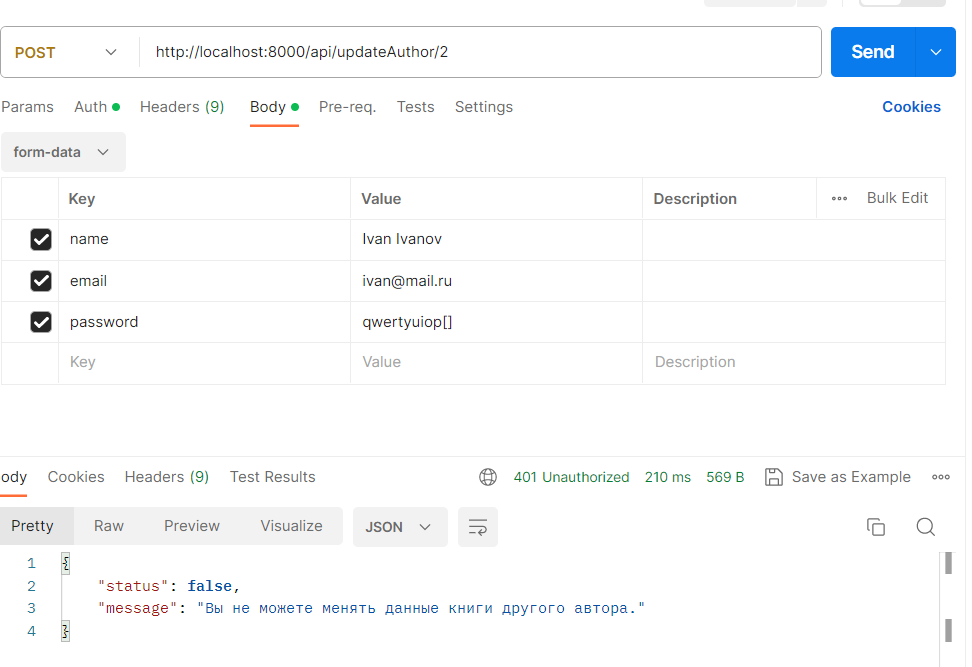 POST http://localhost:8000/api/updateAuthor/2 Send
Params Auth Headers (9) Body Pre-req. Tests Settings Cookies
form-data
Key Value Description Bulk Edit
name Ivan Ivanov
email ivan@mail.ru
password qwertyuiop[]
Key Value Description
ody Cookies Headers (9) Test Results 401 Unauthorized 210 ms 569 B Save as Example
Pretty Raw Preview Visualize JSON
1 {
2 "status": false,
3 "message": "Вы не можете менять данные книги другого автора."
4 }